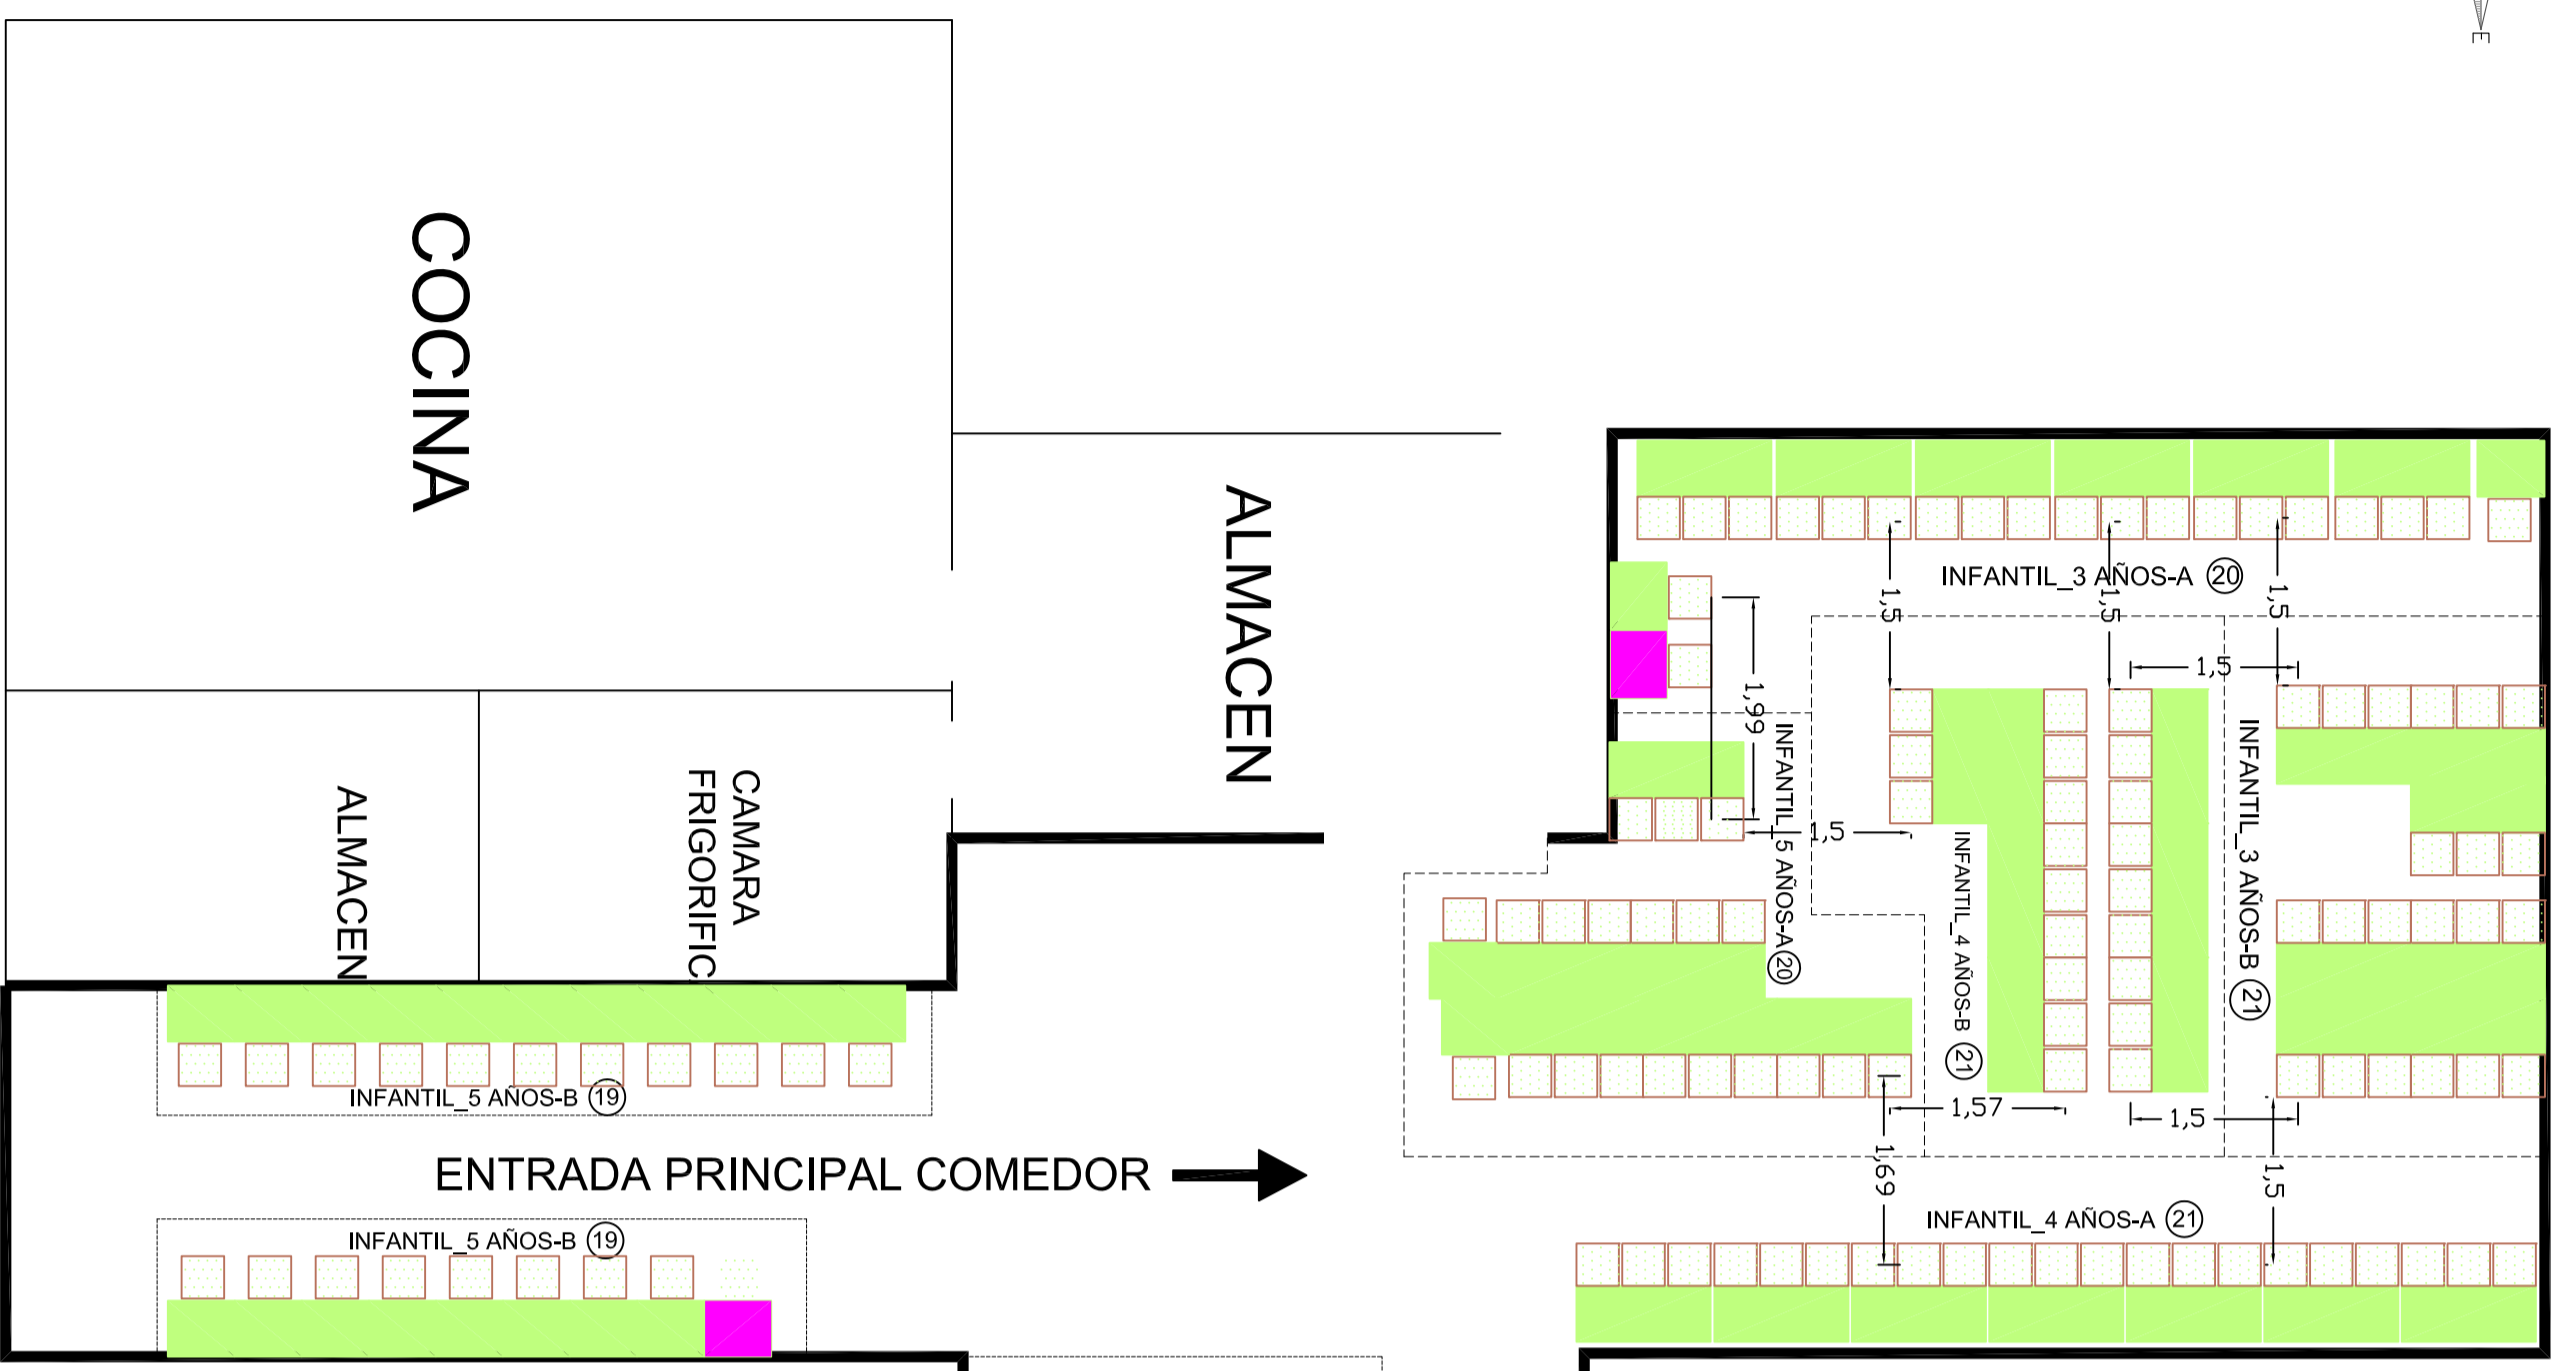 E
COCINA
ALMACEN
INFANTIL_3 AÑOS-A 20
1,5
1,5
1,5
1,5
1,99
INFANTIL_5 AÑOS-A 20
1,5
INFANTIL_4 AÑOS-B 21
INFANTIL_3 AÑOS-B 21
ALMACEN
CAMARA
FRIGORIFIC
INFANTIL_5 AÑOS-B 19
1,57
1,5
ENTRADA PRINCIPAL COMEDOR
1,69
1,5
INFANTIL_4 AÑOS-A 21
INFANTIL_5 AÑOS-B 19